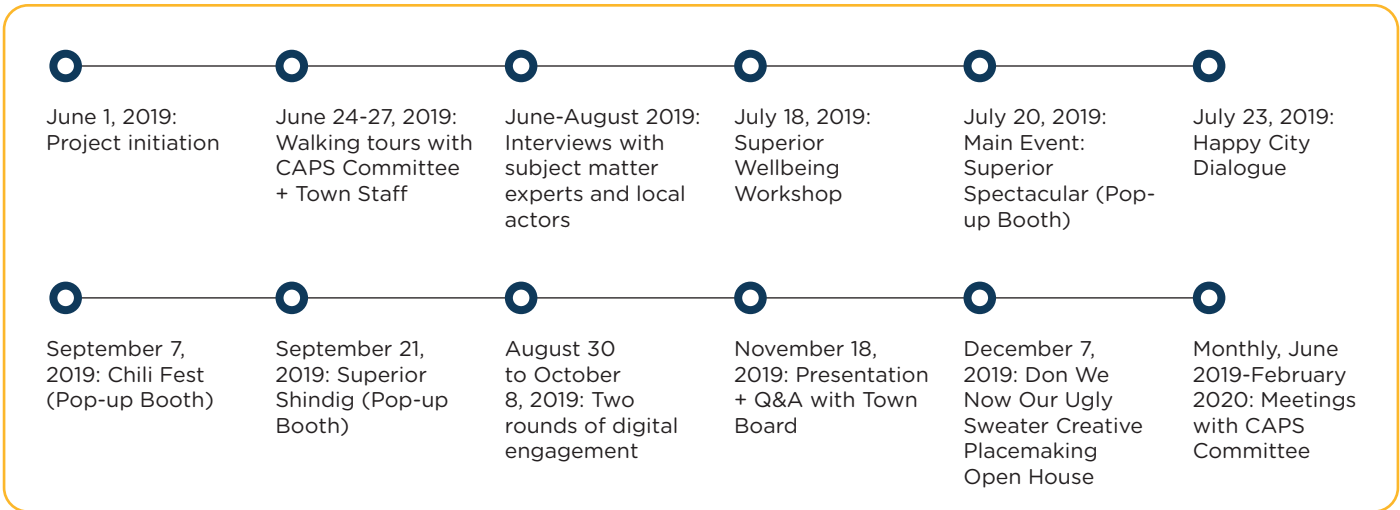 June 1, 2019:
Project initiation
June 24-27, 2019:
Walking tours with
CAPS Committee
+ Town Staff
June-August 2019:
Interviews with
subject matter
experts and local
actors
July 18, 2019:
Superior
Wellbeing
Workshop
July 20, 2019:
Main Event:
Superior
Spectacular (Pop-
up Booth)
July 23, 2019:
Happy City
Dialogue
September 7,
2019: Chili Fest
(Pop-up Booth)
September 21,
2019: Superior
Shindig (Pop-up
Booth)
August 30
to October
8, 2019: Two
rounds of digital
engagement
November 18,
2019: Presentation
+ Q&A with Town
Board
December 7,
2019: Don We
Now Our Ugly
Sweater Creative
Placemaking
Open House
Monthly, June
2019-February
2020: Meetings
with CAPS
Committee